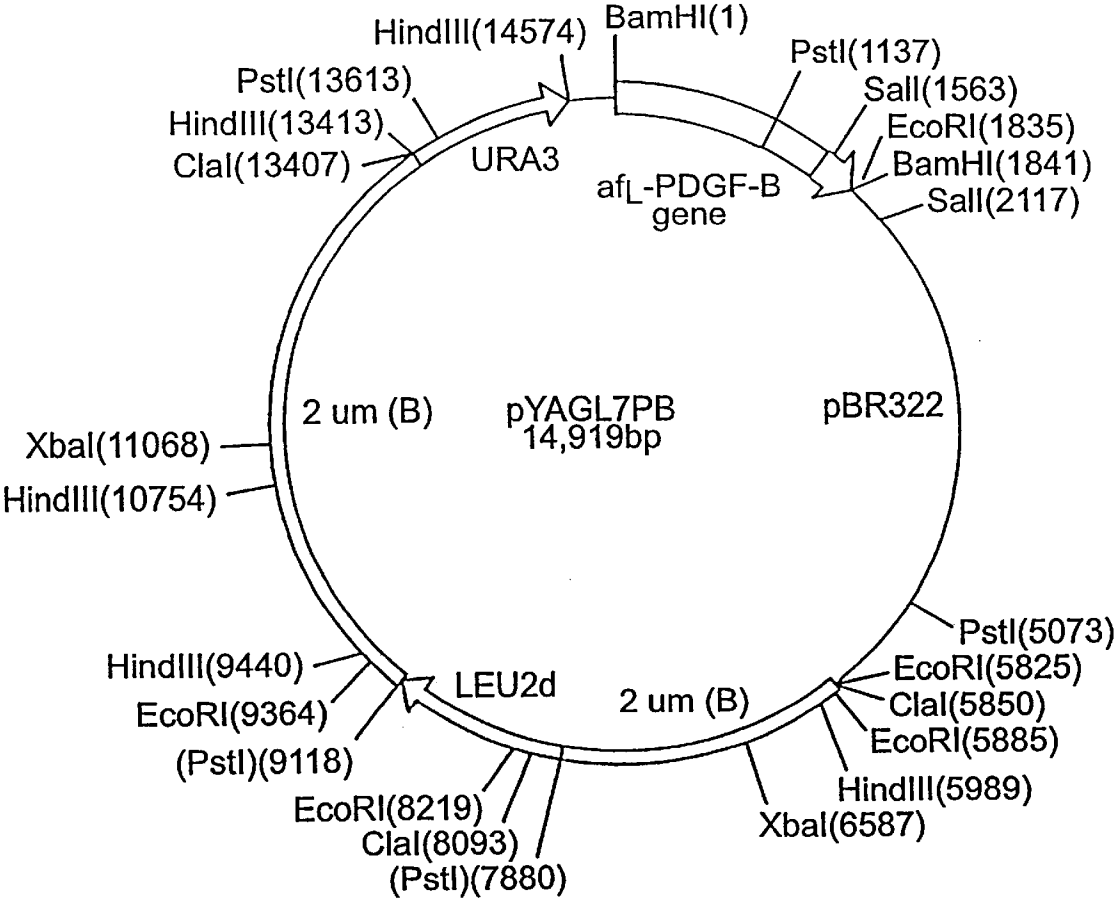 HindIII(14574)
BamHI(1)
PstI(1137)
SalI(1563)
EcoRI(1835)
BamHI(1841)
SalI(2117)
PstI(13613)
HindIII(13413)
ClaI(13407)
URA3
afL-PDGF-B
gene
2 um (B)
pYAGL7PB
14,919bp
pBR322
XbaI(11068)
HindIII(10754)
PstI(5073)
EcoRI(5825)
ClaI(5850)
EcoRI(5885)
HindIII(5989)
XbaI(6587)
2 um (B)
LEU2d
HindIII(9440)
EcoRI(9364)
(PstI)(9118)
EcoRI(8219)
ClaI(8093)
(PstI)(7880)